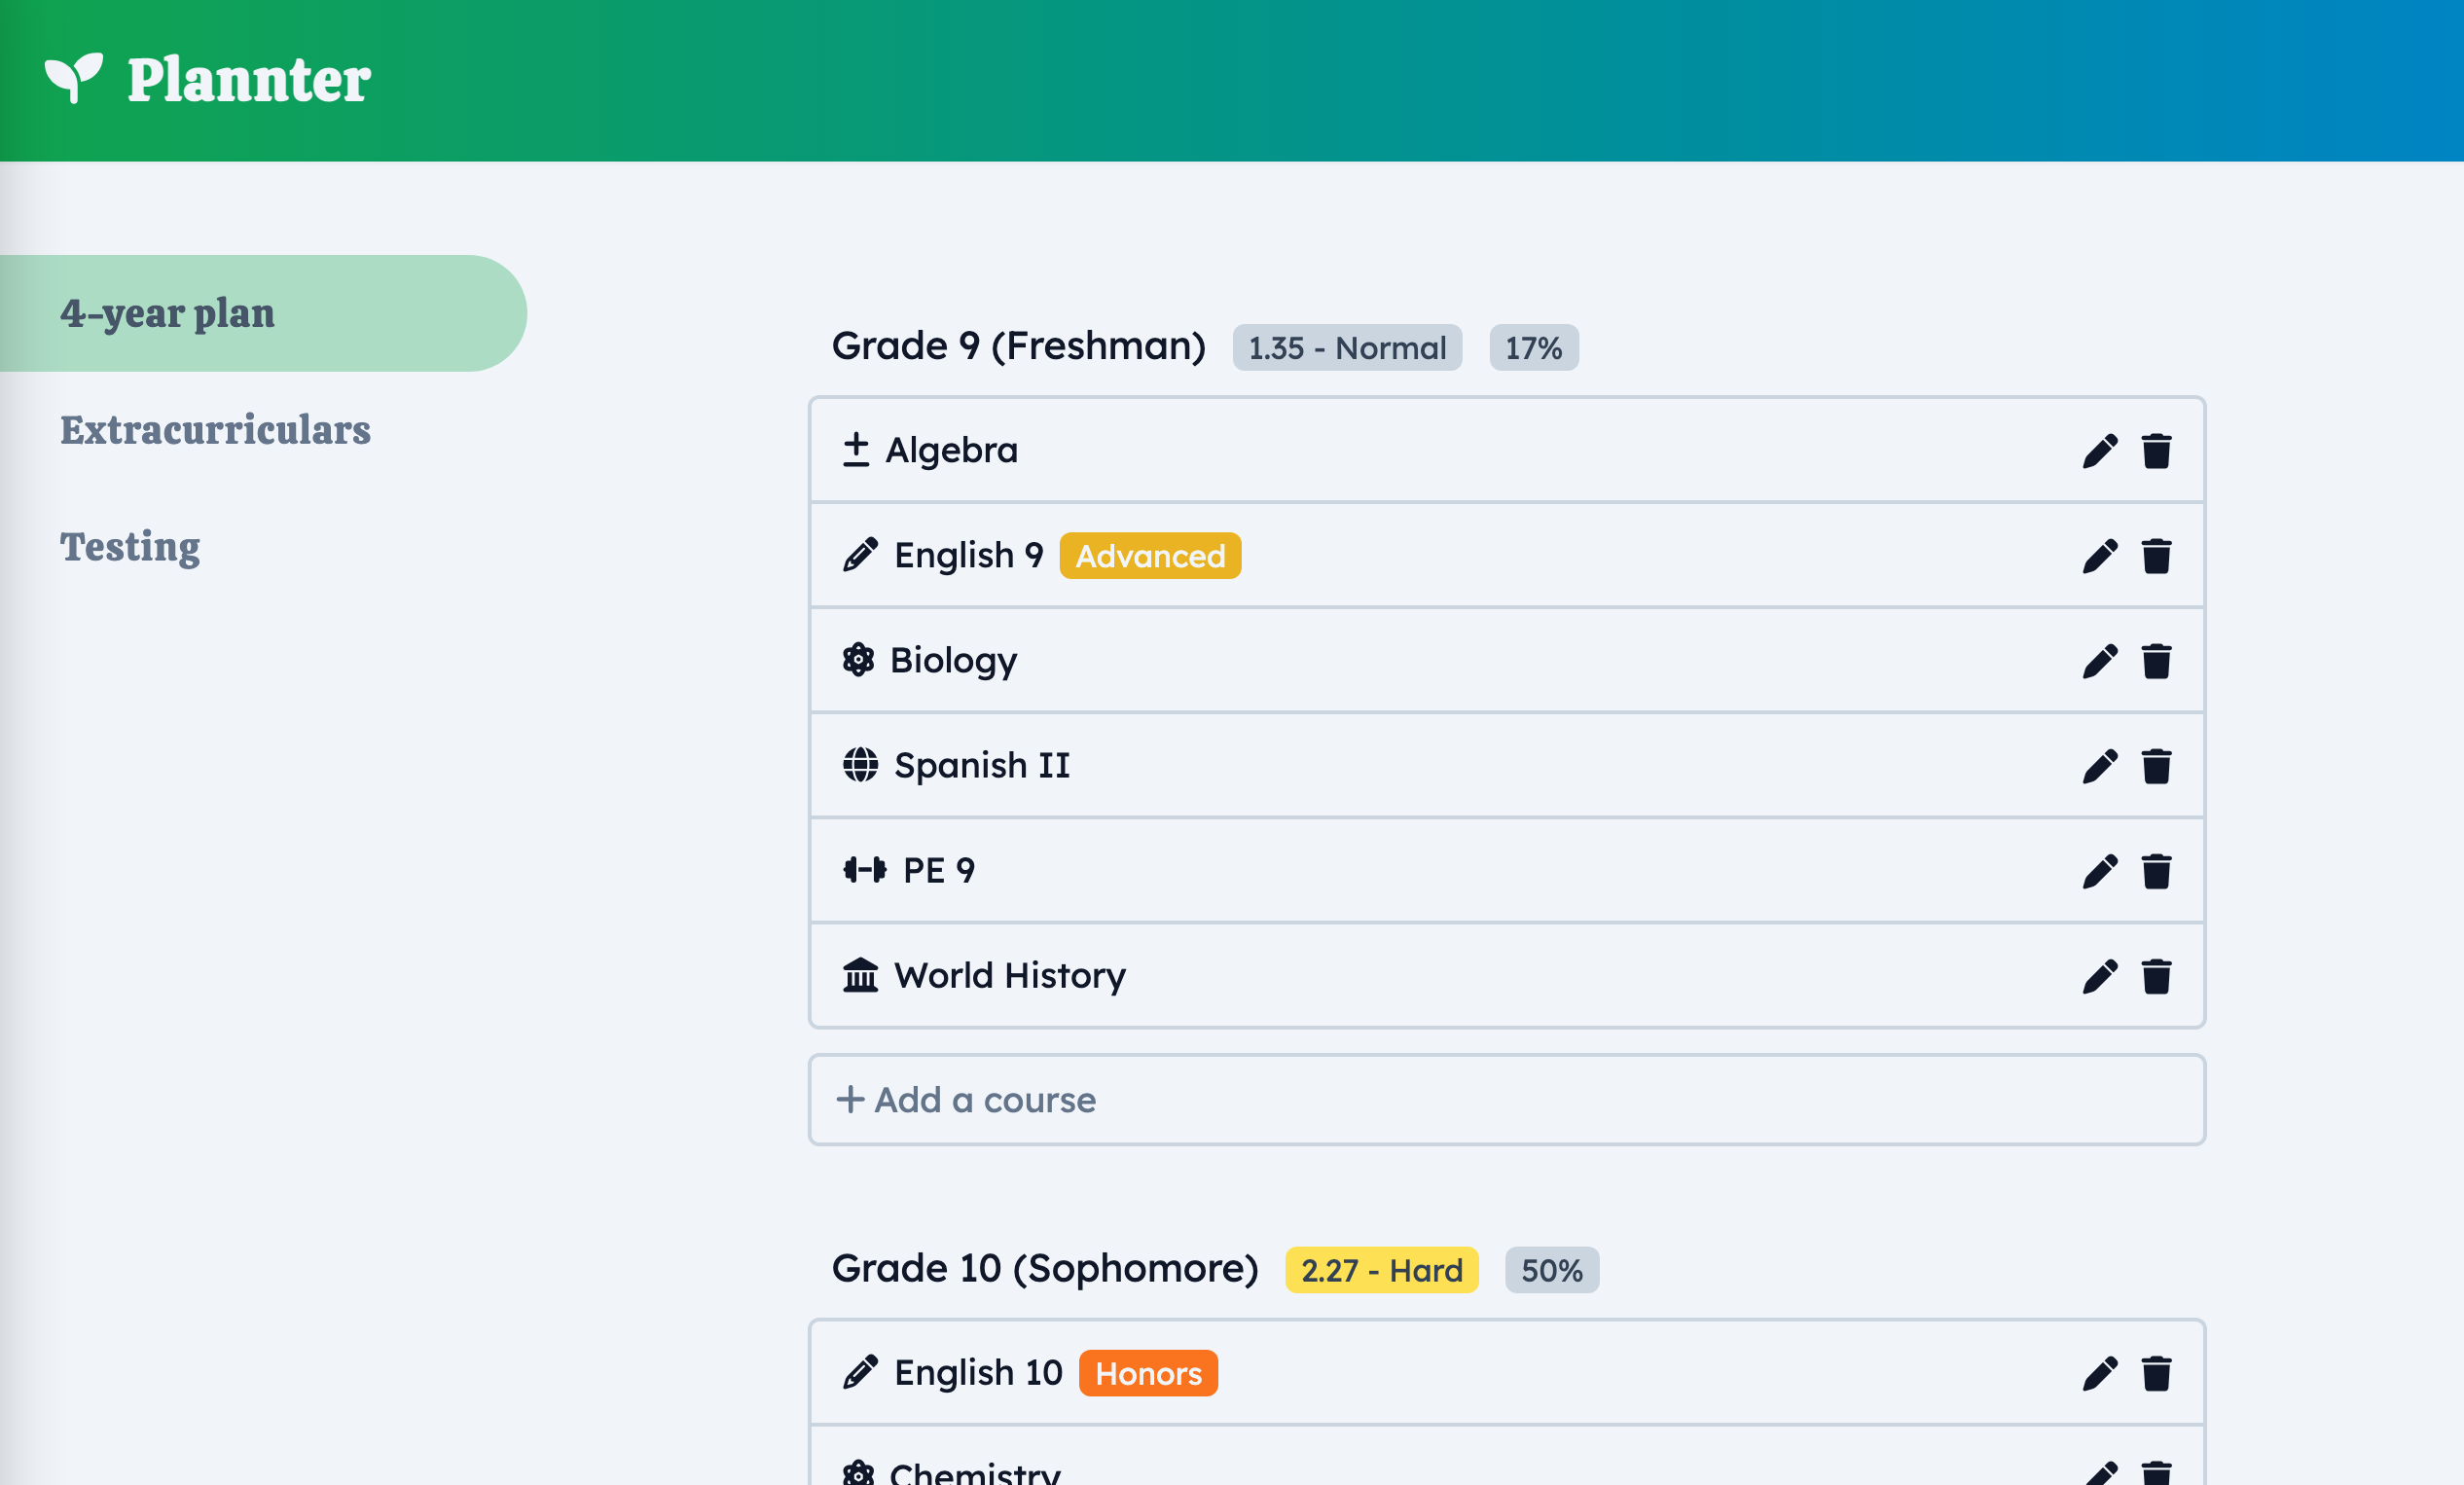 Plannter
4-year plan
Extracurriculars
Testing
Grade 9 (Freshman) 1.35 - Normal 17%
Algebra
English 9 Advanced
Biology
Spanish II
PE 9
World History
Add a course
Grade 10 (Sophomore) 2.27 - Hard 50%
English 10 Honors
Chemistry